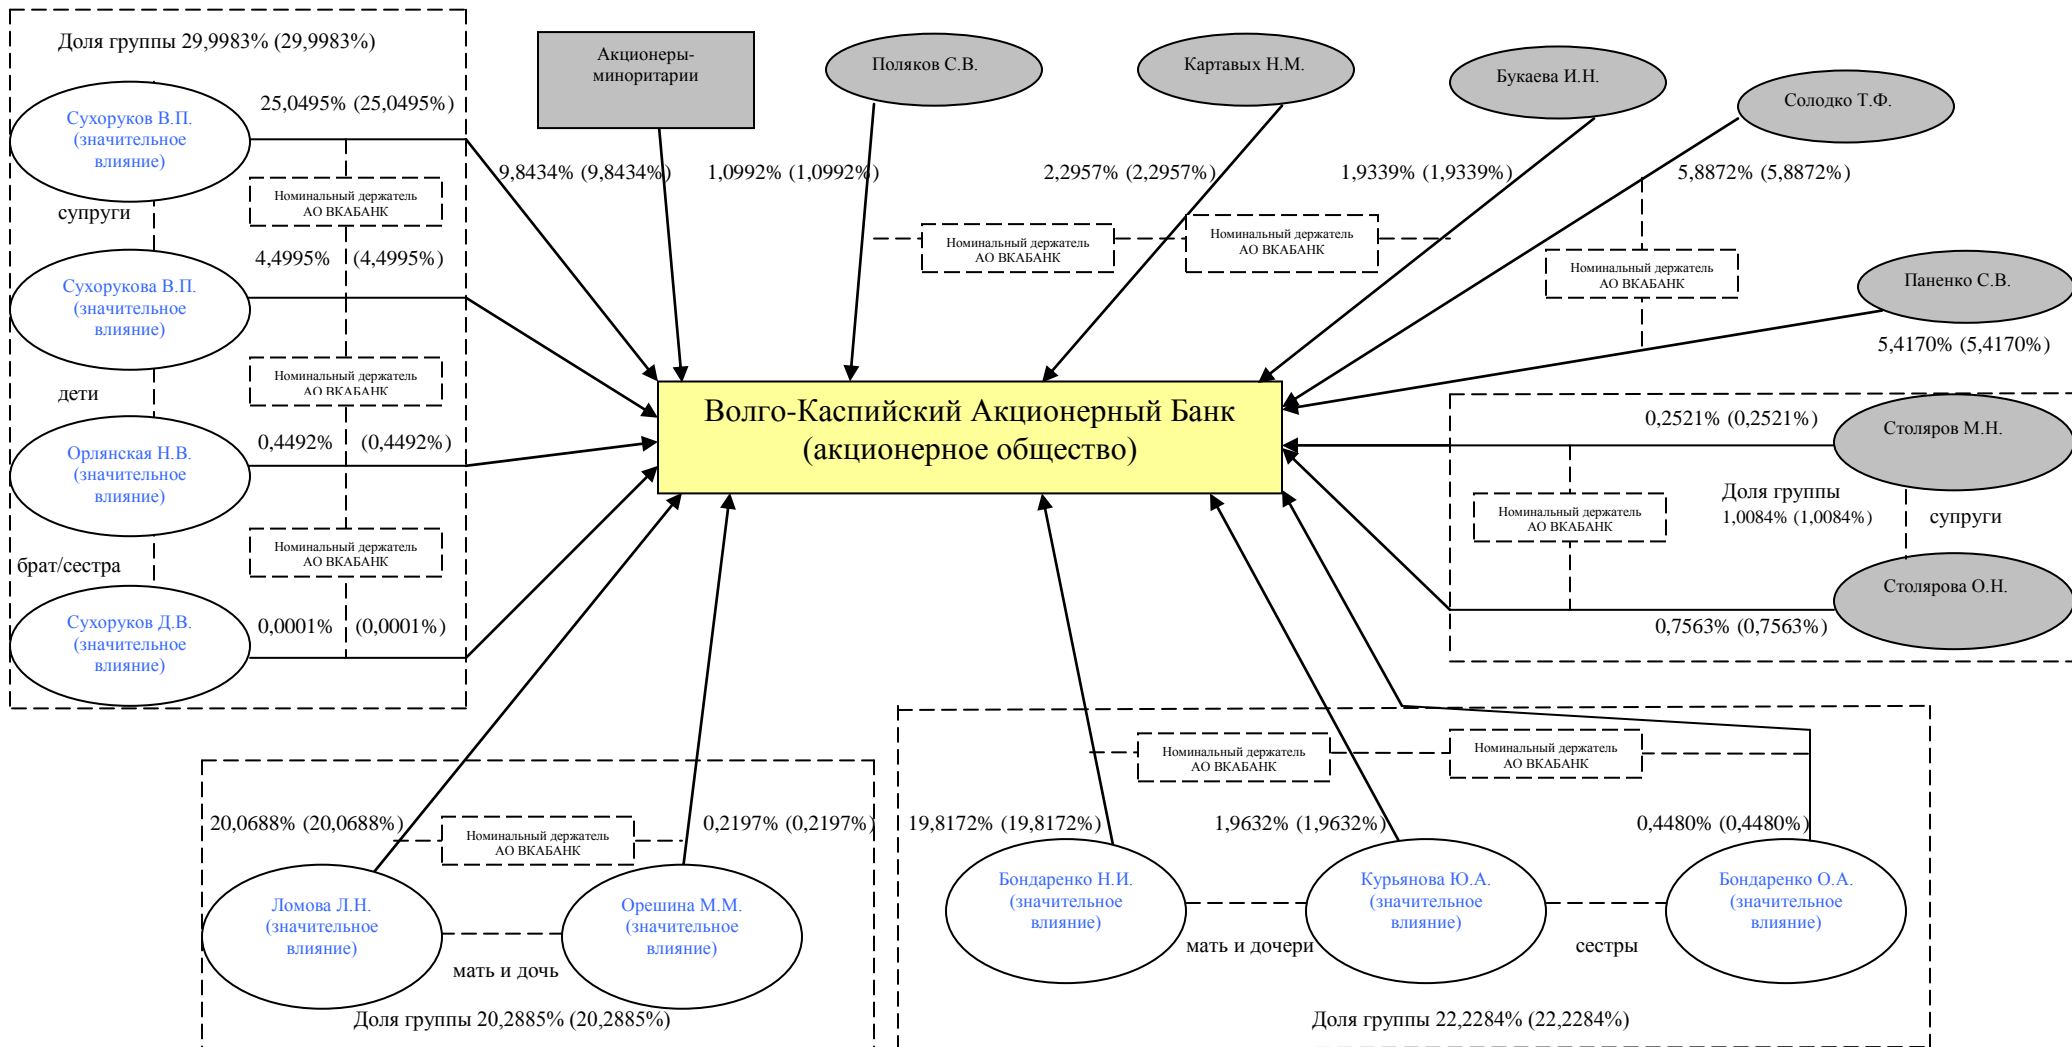 Доля группы 29,9983% (29,9983%)
Сухоруков В.П.
(значительное
влияние)
25,0495% (25,0495%)
Номинальный держатель
АО ВКАБАНК
супруги
Сухорукова В.П.
(значительное
влияние)
4,4995% (4,4995%)
Номинальный держатель
АО ВКАБАНК
дети
Орлянская Н.В.
(значительное
влияние)
0,4492% (0,4492%)
Номинальный держатель
АО ВКАБАНК
брат/сестра
Сухоруков Д.В.
(значительное
влияние)
0,0001% (0,0001%)
Акционеры-
миноритарии
9,8434% (9,8434%)
Поляков С.В.
1,0992% (1,0992%)
Картавых Н.М.
2,2957% (2,2957%)
Букаева И.Н.
1,9339% (1,9339%)
Солодко Т.Ф.
5,8872% (5,8872%)
Номинальный держатель
АО ВКАБАНК
Номинальный держатель
АО ВКАБАНК
Номинальный держатель
АО ВКАБАНК
Паненко С.В.
5,4170% (5,4170%)
Волго-Каспийский Акционерный Банк
(акционерное общество)
0,2521% (0,2521%)
Столяров М.Н.
Номинальный держатель
АО ВКАБАНК
Доля группы
1,0084% (1,0084%)
супруги
Столярова О.Н.
0,7563% (0,7563%)
20,0688% (20,0688%)
Номинальный держатель
АО ВКАБАНК
0,2197% (0,2197%)
Ломова Л.Н.
(значительное
влияние)
Орешина М.М.
(значительное
влияние)
мать и дочь
Доля группы 20,2885% (20,2885%)
Номинальный держатель
АО ВКАБАНК
Номинальный держатель
АО ВКАБАНК
19,8172% (19,8172%)
1,9632% (1,9632%)
0,4480% (0,4480%)
Бондаренко Н.И.
(значительное
влияние)
Курьянова Ю.А.
(значительное
влияние)
Бондаренко О.А.
(значительное
влияние)
мать и дочери
сестры
Доля группы 22,2284% (22,2284%)